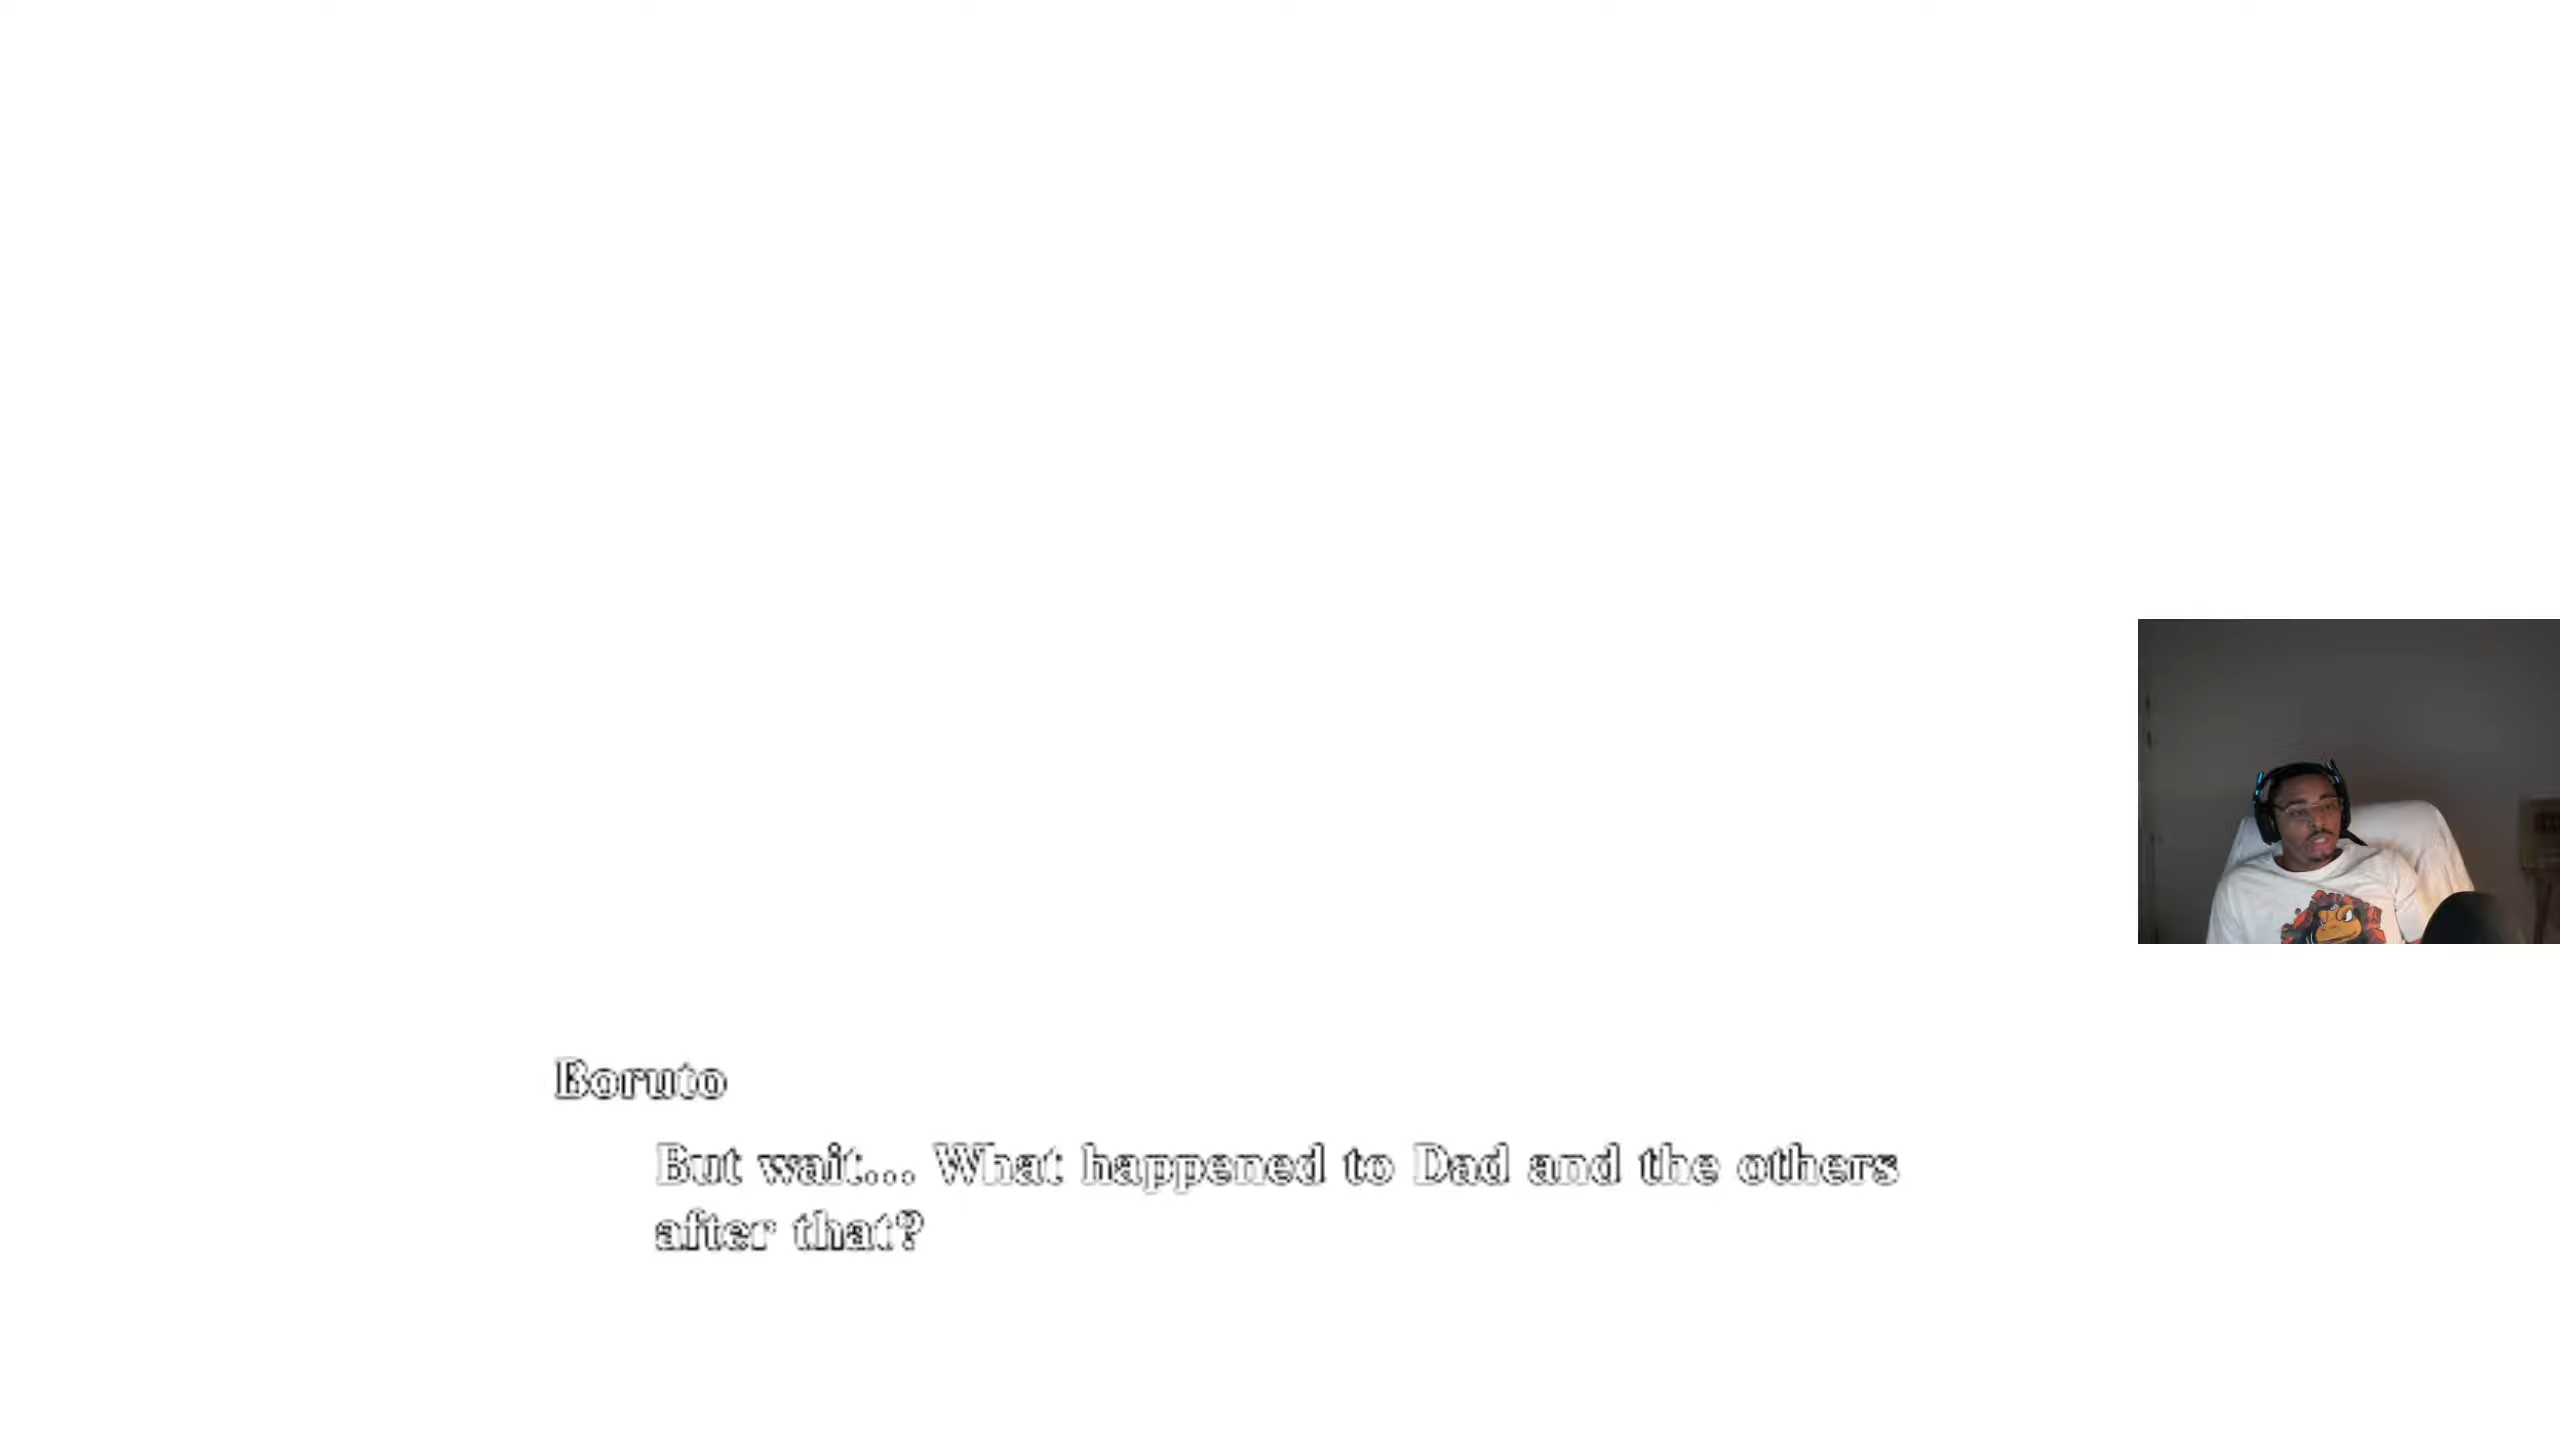 Boruto
But wait... What happened to Dad and the others
after that?